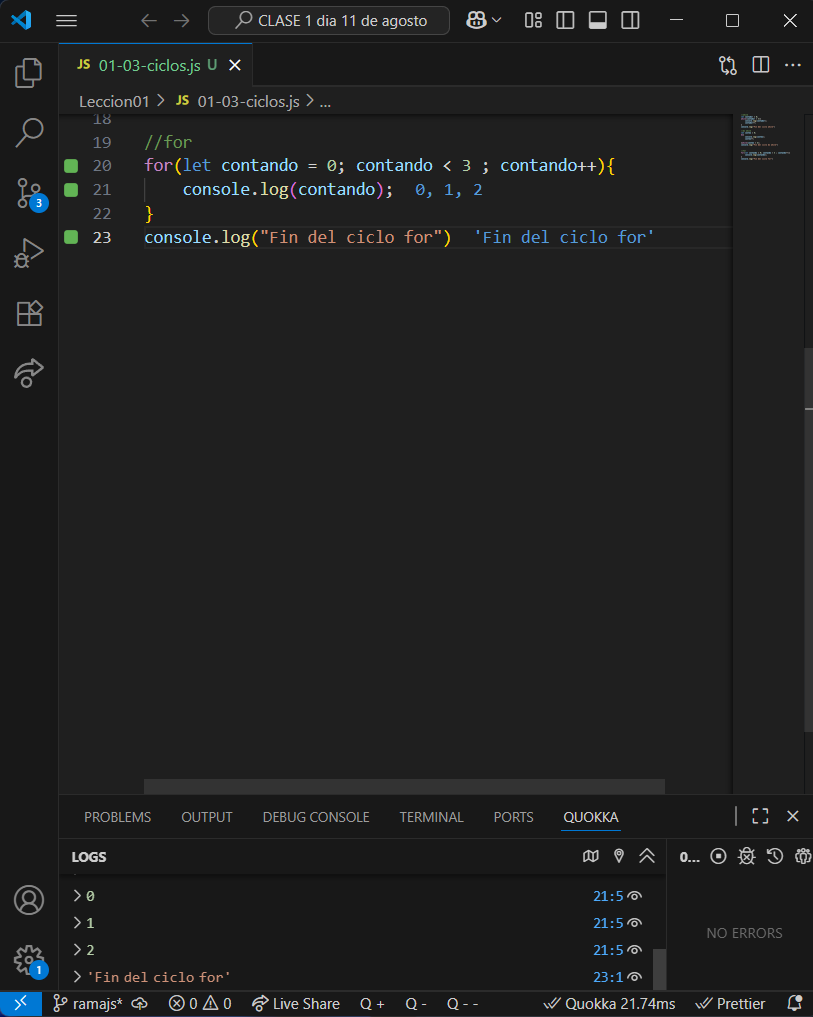 CLASE 1 dia 11 de agosto
JS 01-03-ciclos.js U
Leccion01 > JS 01-03-ciclos.js > ...
18
19 //for
20 for(let contando = 0; contando < 3 ; contando++){
21 console.log(contando); 0, 1, 2
22 }
23 console.log("Fin del ciclo for") 'Fin del ciclo for'
3
PROBLEMS OUTPUT DEBUG CONSOLE TERMINAL PORTS QUOKKA
LOGS 0...
> 0 21:5
> 1 21:5
> 2 21:5
> 'Fin del ciclo for' 23:1
NO ERRORS
1
ramajs* 0 0 Live Share Q + Q - Q - - Quokka 21.74ms Prettier